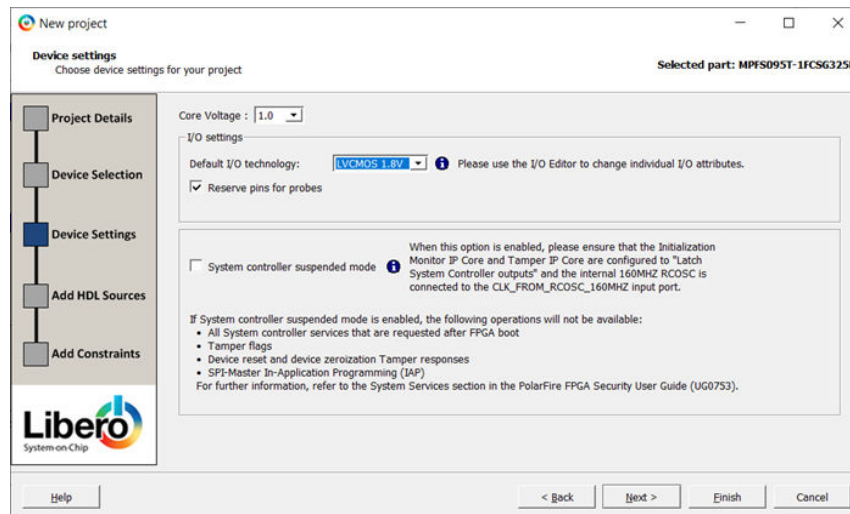 New project
Device settings
Choose device settings for your project
Selected part: MPFS095T-1FCSG325
Project Details
Device Selection
Device Settings
Add HDL Sources
Add Constraints
Libero
System-on-Chip
Core Voltage : 1.0
I/O settings
Default I/O technology: LVCMOS 1.8V Please use the I/O Editor to change individual I/O attributes.
Reserve pins for probes
System controller suspended mode
When this option is enabled, please ensure that the Initialization
Monitor IP Core and Tamper IP Core are configured to "Latch
System Controller outputs" and the internal 160MHZ RCOSC is
connected to the CLK_FROM_RCOSC_160MHZ input port.
If System controller suspended mode is enabled, the following operations will not be available:
• All System controller services that are requested after FPGA boot
• Tamper flags
• Device reset and device zeroization Tamper responses
• SPI-Master In-Application Programming (IAP)
For further information, refer to the System Services section in the PolarFire FPGA Security User Guide (UG0753).
Help
< Back
Next >
Finish
Cancel